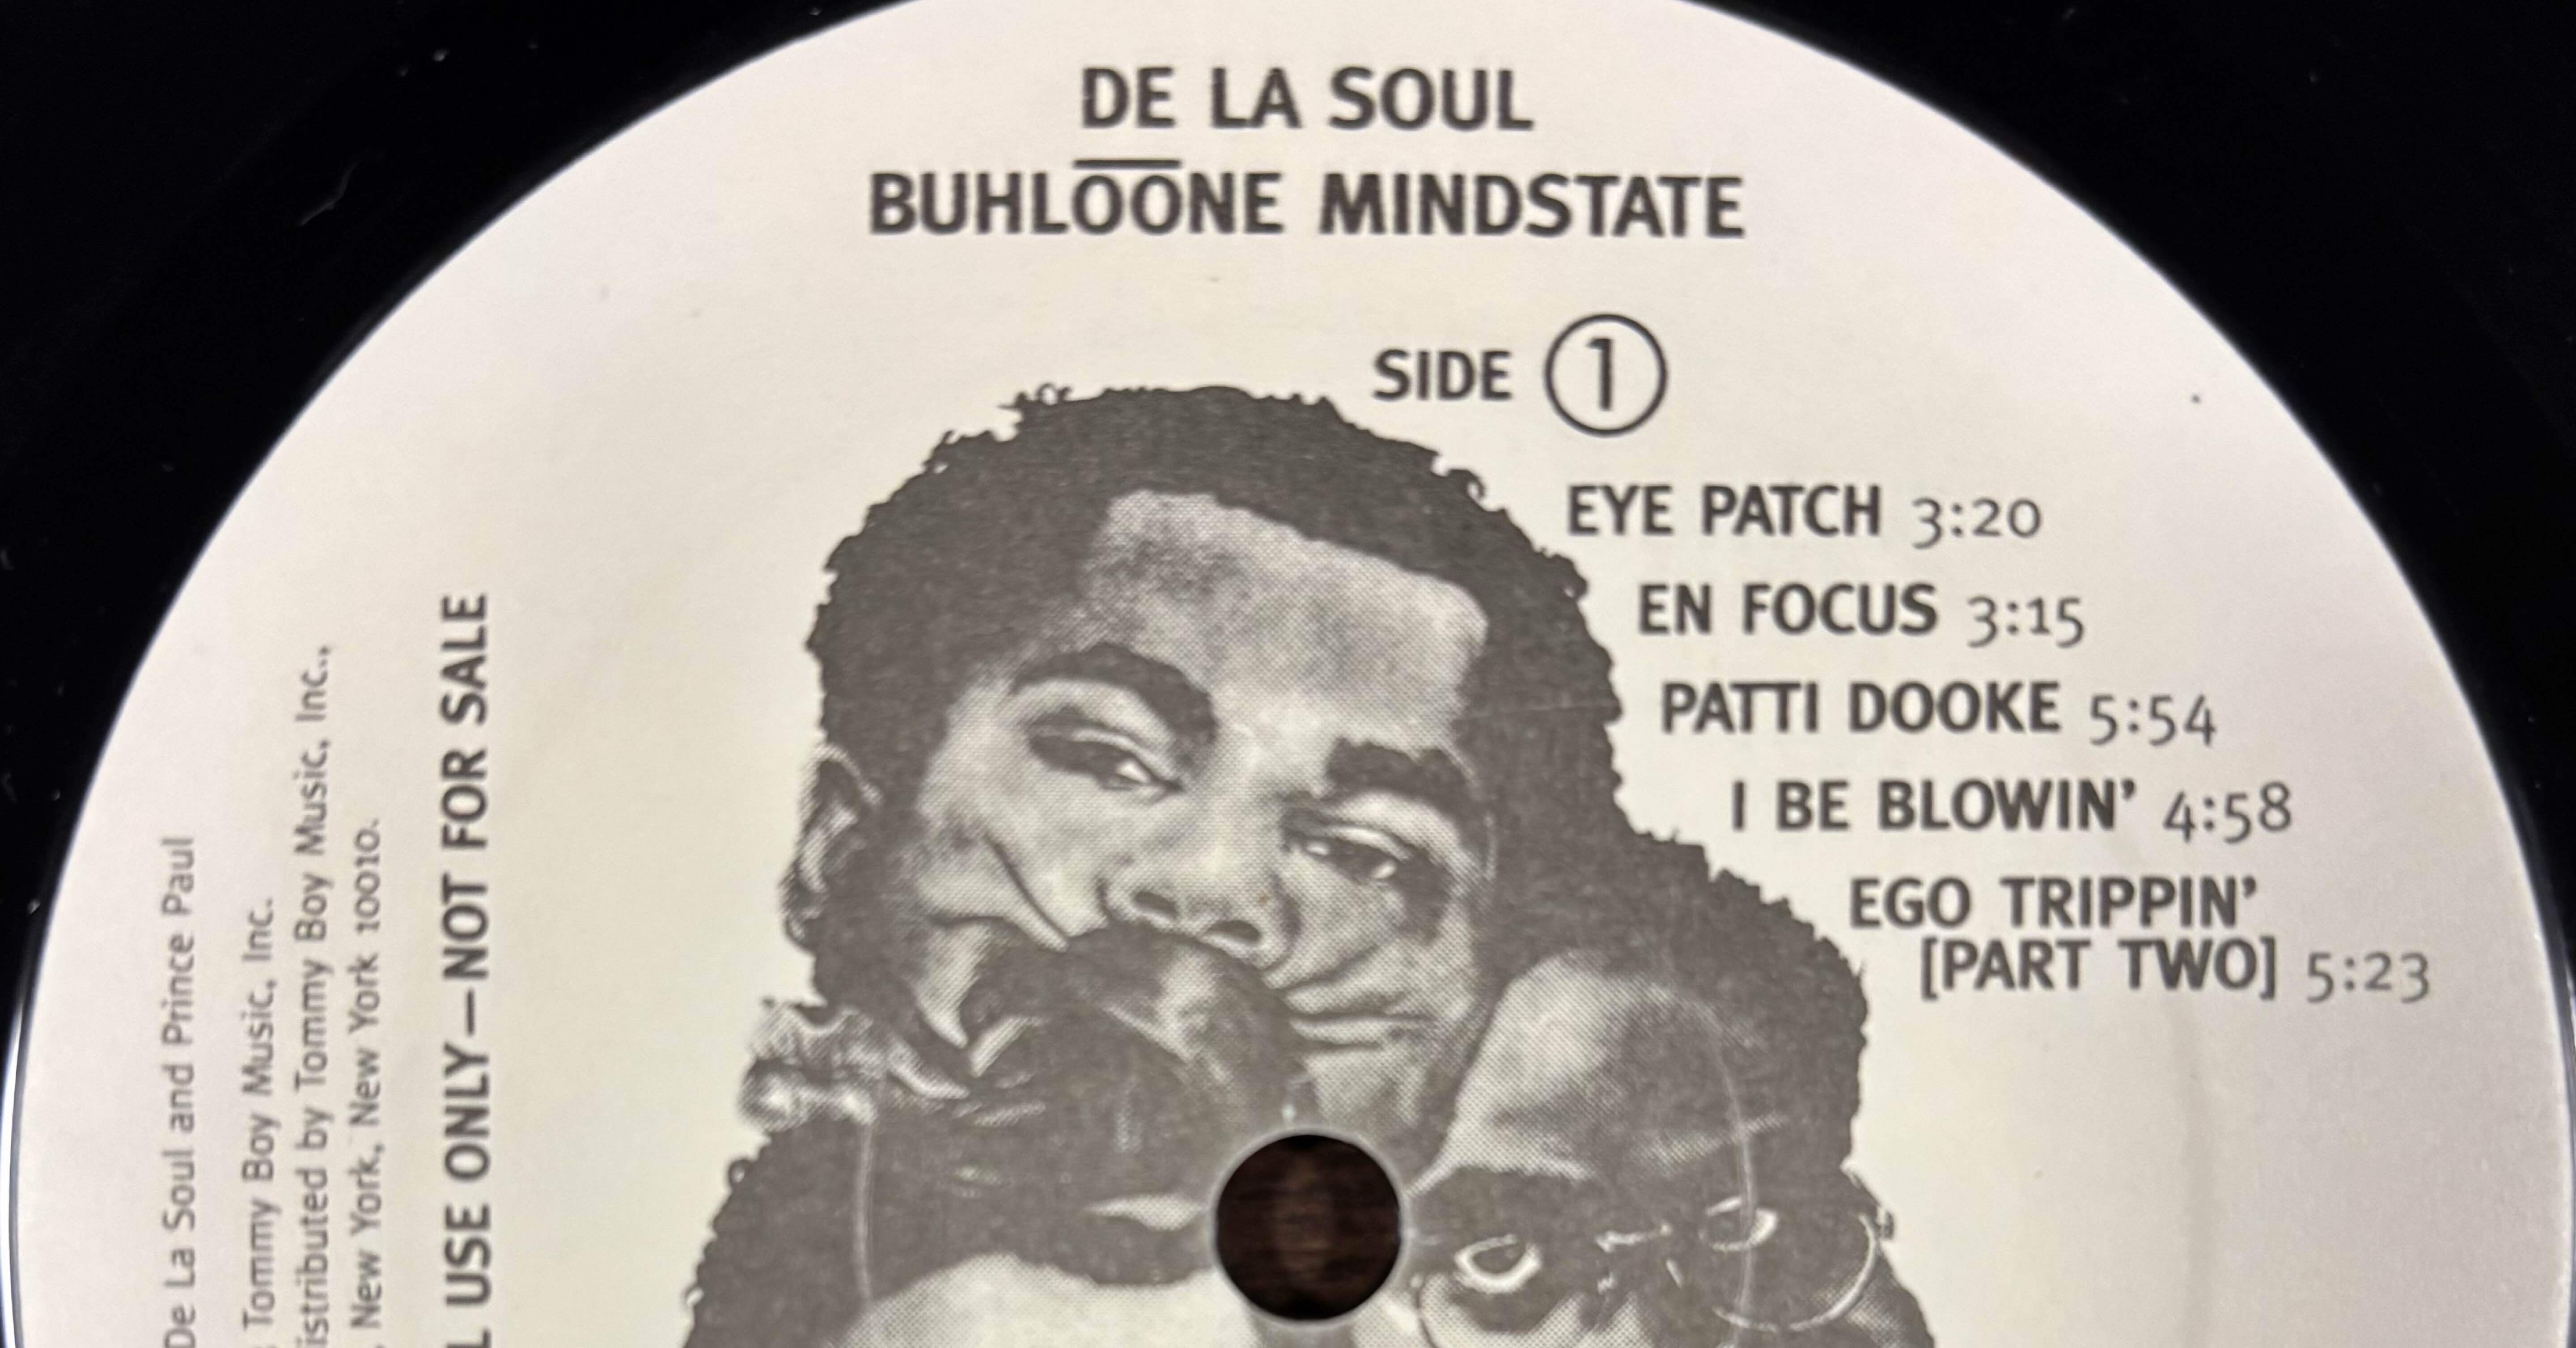 DE LA SOUL
BUHLŌŌNE MINDSTATE
SIDE 1
EYE PATCH 3:20
EN FOCUS 3:15
PATTI DOOKE 5:54
I BE BLOWIN' 4:58
EGO TRIPPIN'
[PART TWO] 5:23
De La Soul and Prince Paul
Tommy Boy Music, Inc.
by Tommy Boy Music, Inc.,
New York, New York 10010.
USE ONLY—NOT FOR SALE